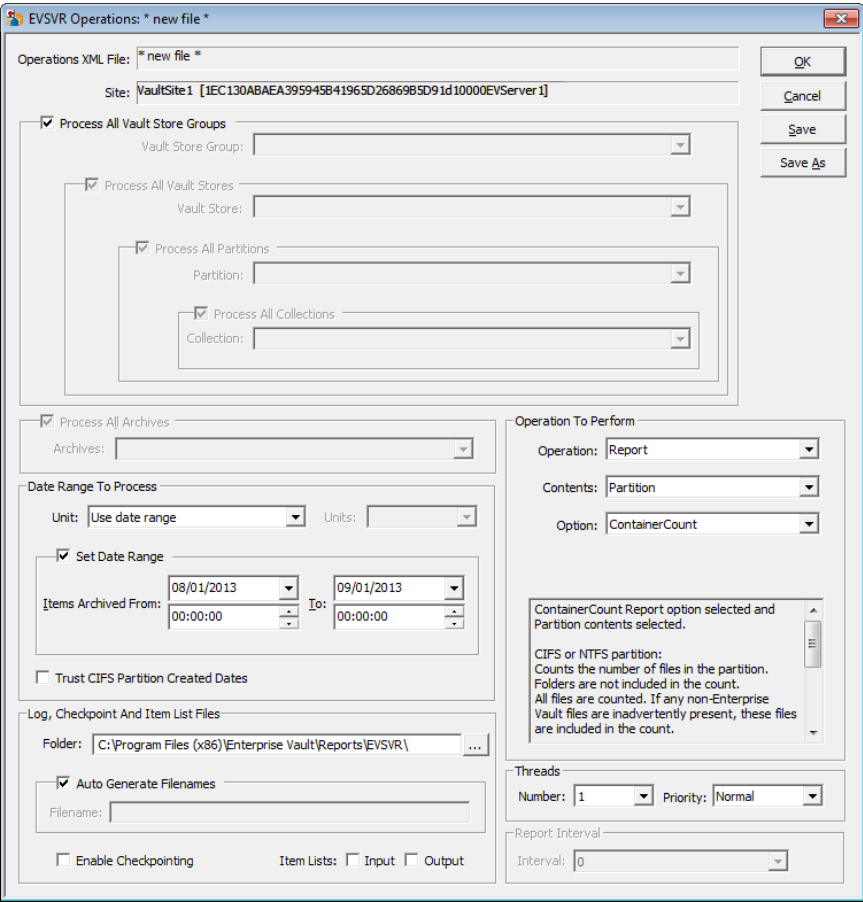 EVSVR Operations: * new file *
Operations XML File: * new file *
OK
Site: VaultSite1 [1EC130ABAEA395945B41965D26869B5D91d10000EVServer1]
Cancel
Process All Vault Store Groups
Save
Vault Store Group:
Save As
Process All Vault Stores
Vault Store:
Process All Partitions
Partition:
Process All Collections
Collection:
Process All Archives
Archives:
Operation To Perform
Operation: Report
Contents: Partition
Option: ContainerCount
ContainerCount Report option selected and
Partition contents selected.
CIFS or NTFS partition:
Counts the number of files in the partition.
Folders are not included in the count.
All files are counted. If any non-Enterprise
Vault files are inadvertently present, these files
are included in the count.
Date Range To Process
Unit: Use date range Units:
Set Date Range
Items Archived From: 08/01/2013 To: 09/01/2013
00:00:00 00:00:00
Trust CIFS Partition Created Dates
Log, Checkpoint And Item List Files
Folder: C:\Program Files (x86)\Enterprise Vault\Reports\EVSVR\ ...
Auto Generate Filenames
Filename:
Enable Checkpointing Item Lists: Input Output
Threads
Number: 1 Priority: Normal
Report Interval
Interval: 0